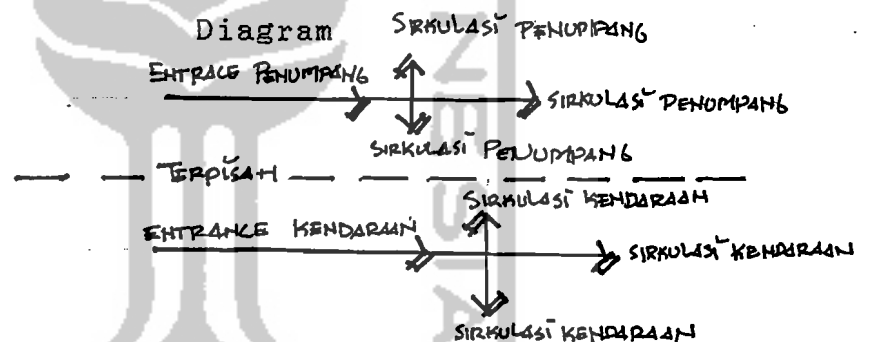 Diagram
SIRKULASI PENUMPANG
ENTRACE PENUMPANG
SIRKULASI PENUMPANG
SIRKULASI PENUMPANG
TERPISAH
SIRKULASI KENDARAAN
ENTRANCE KENDARAAN
SIRKULASI KENDARAAN
SIRKULASI KENDARAAN